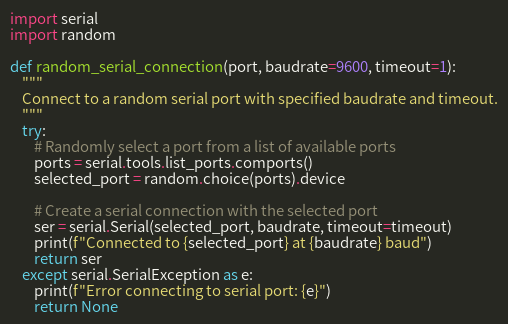 import serial
import random

def random_serial_connection(port, baudrate=9600, timeout=1):
    """
    Connect to a random serial port with specified baudrate and timeout.
    """
    try:
        # Randomly select a port from a list of available ports
        ports = serial.tools.list_ports.comports()
        selected_port = random.choice(ports).device

        # Create a serial connection with the selected port
        ser = serial.Serial(selected_port, baudrate, timeout=timeout)
        print(f"Connected to {selected_port} at {baudrate} baud")
        return ser
    except serial.SerialException as e:
        print(f"Error connecting to serial port: {e}")
        return None